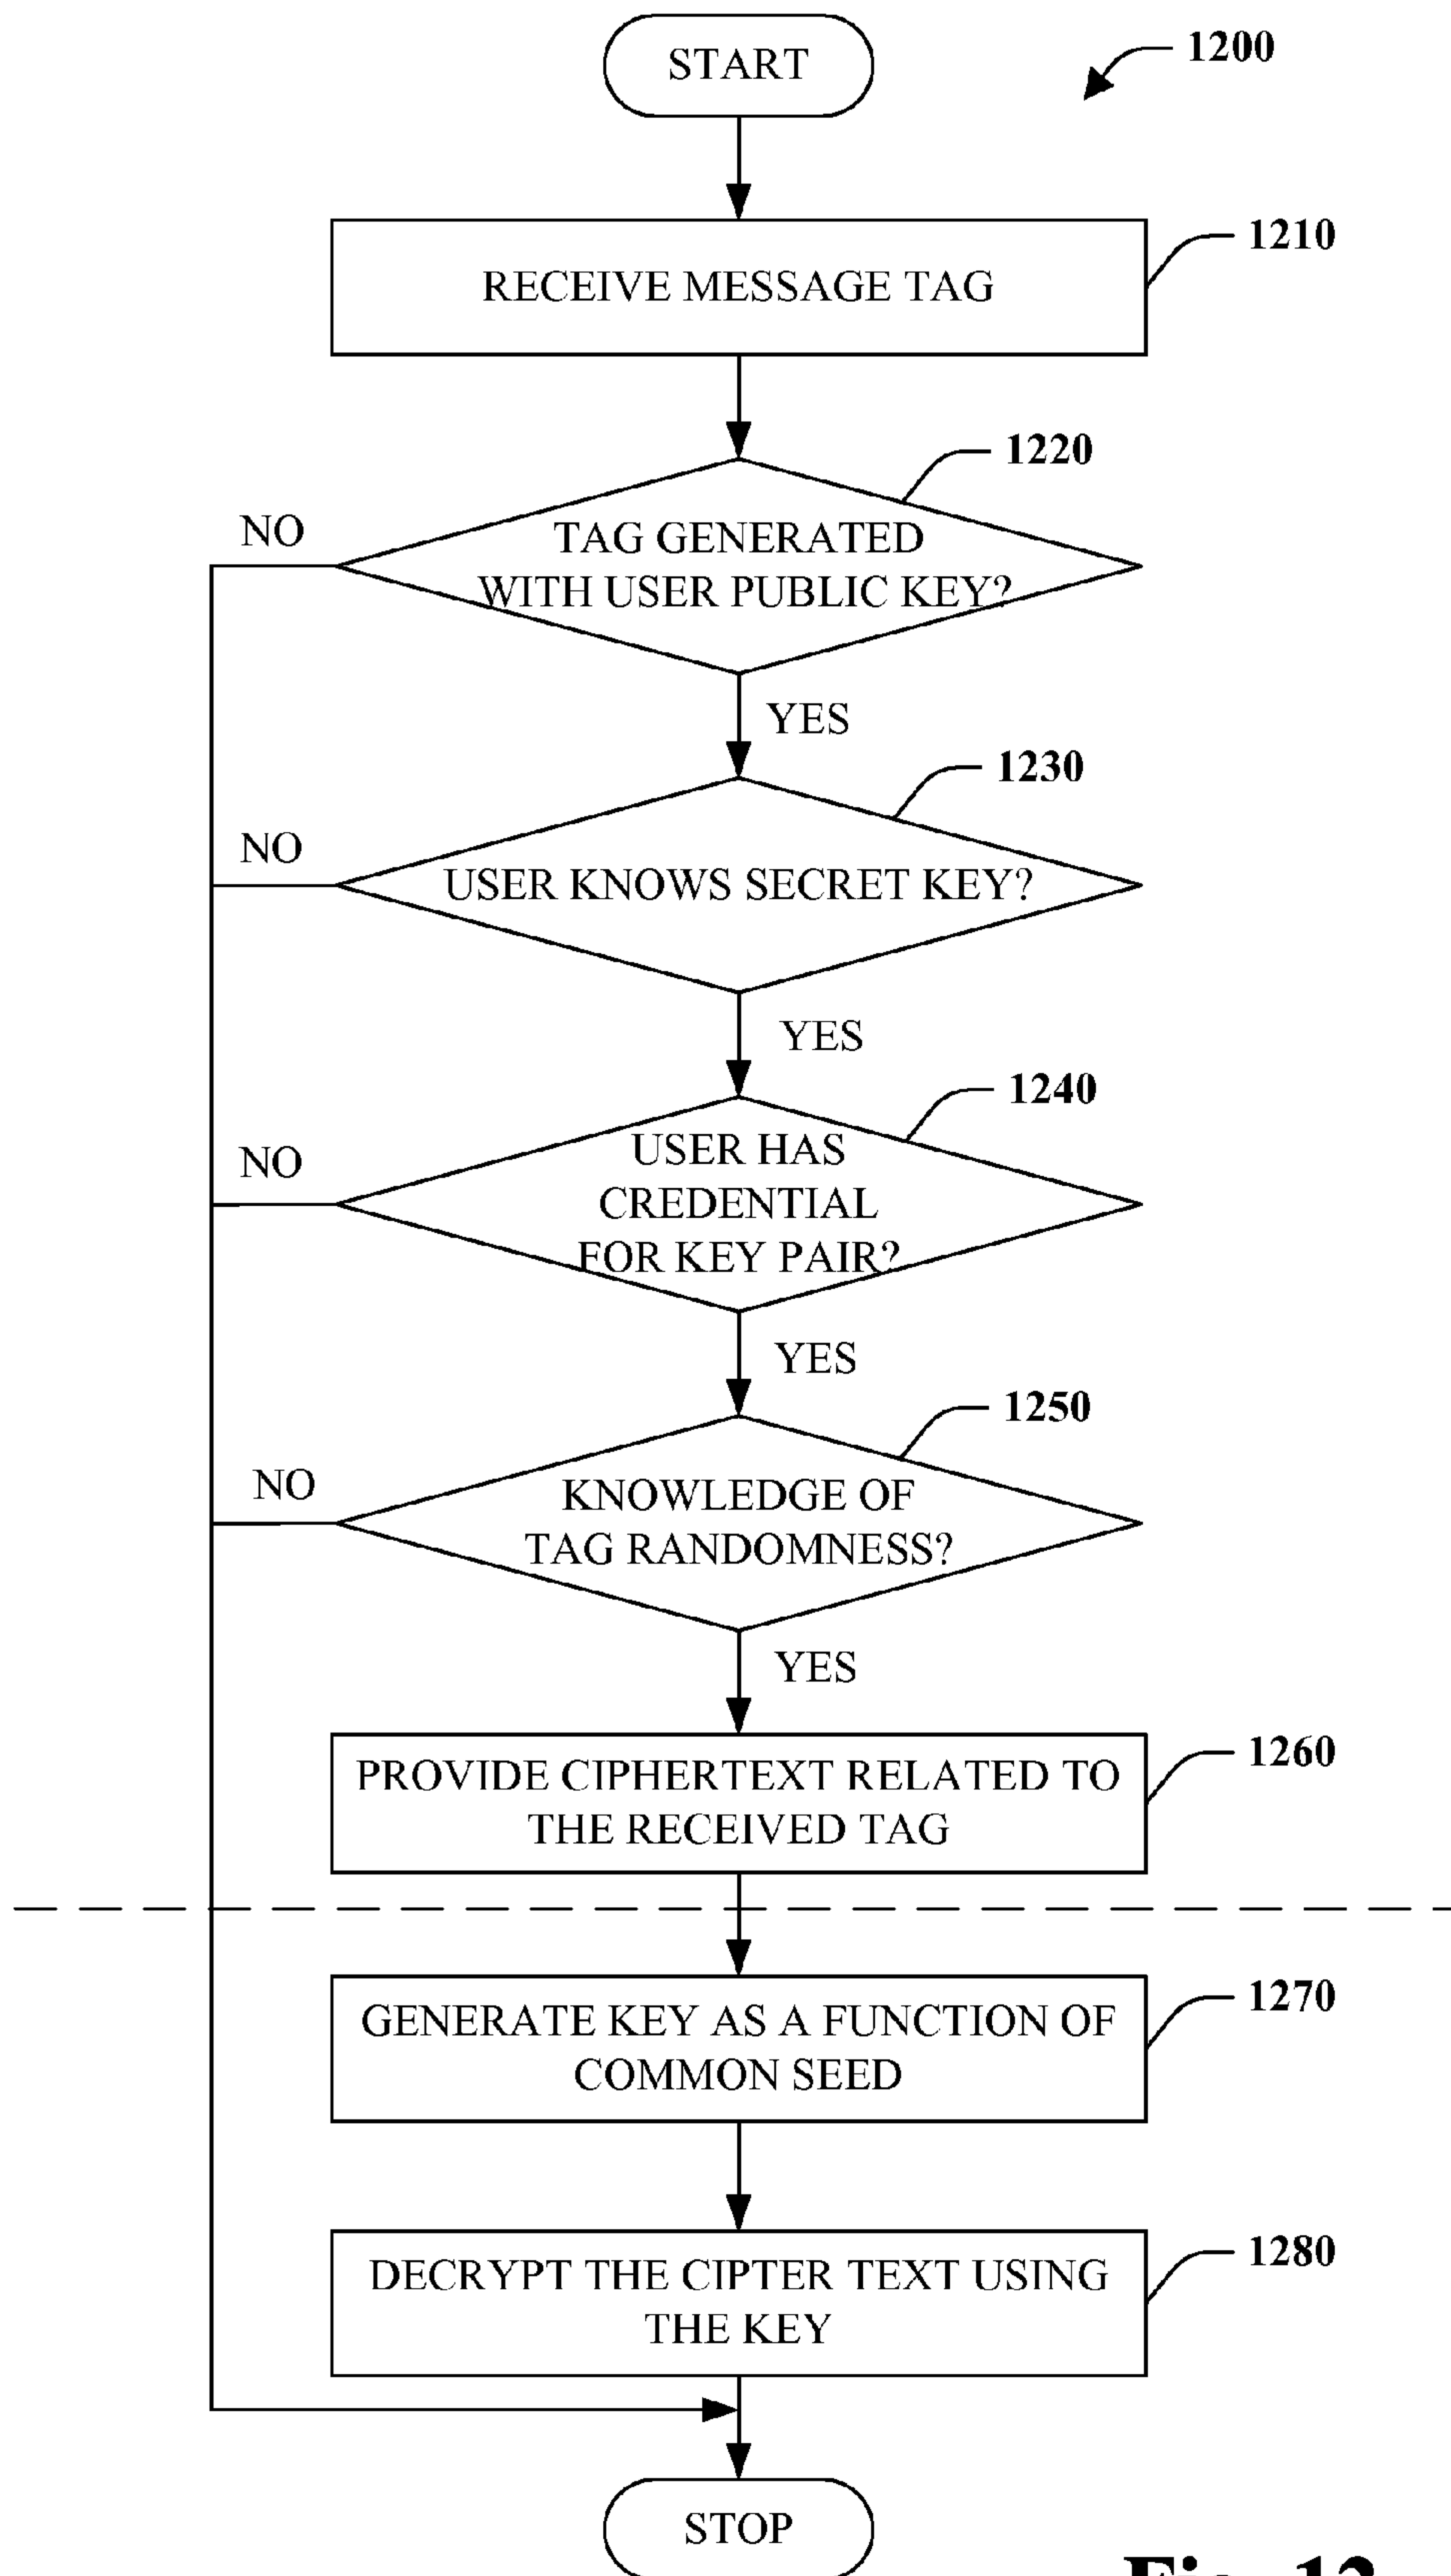 START
1200
RECEIVE MESSAGE TAG
1210
1220
TAG GENERATED
WITH USER PUBLIC KEY?
NO
YES
1230
USER KNOWS SECRET KEY?
NO
YES
1240
USER HAS
CREDENTIAL
FOR KEY PAIR?
NO
YES
1250
KNOWLEDGE OF
TAG RANDOMNESS?
NO
YES
PROVIDE CIPHERTEXT RELATED TO
THE RECEIVED TAG
1260
GENERATE KEY AS A FUNCTION OF
COMMON SEED
1270
DECRYPT THE CIPTER TEXT USING
THE KEY
1280
STOP
Fig. 12